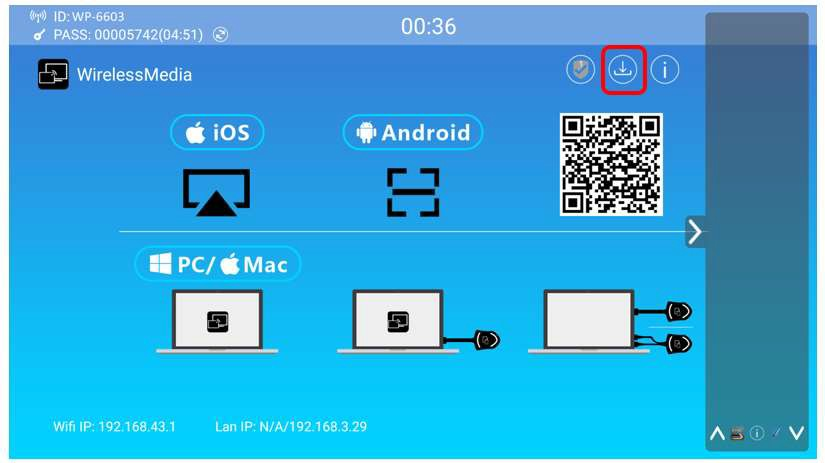 ID: WP-6603
PASS: 00005742(04:51)
00:36
WirelessMedia
iOS
Android
PC/ Mac
Wifi IP: 192.168.43.1
Lan IP: N/A/192.168.3.29